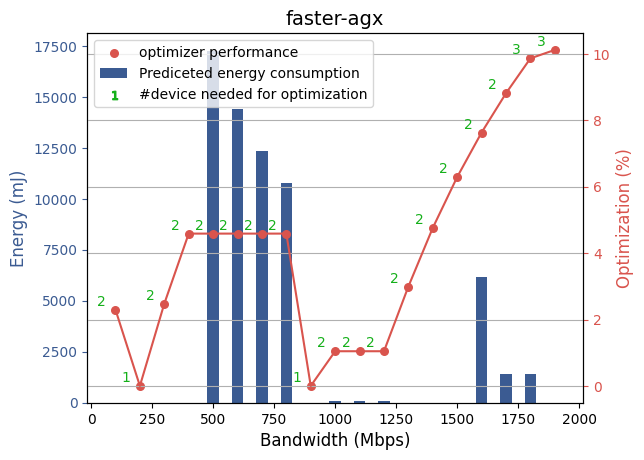 faster-agx
optimizer performance
Prediceted energy consumption
1 #device needed for optimization
17500
15000
12500
10000
7500
5000
2500
0
Energy (mJ)
10
8
6
4
2
0
Optimization (%)
2 1 2 2 2 2 2 2 1 2 2 2 2 2 2 2 2 3 3
0 250 500 750 1000 1250 1500 1750 2000
Bandwidth (Mbps)